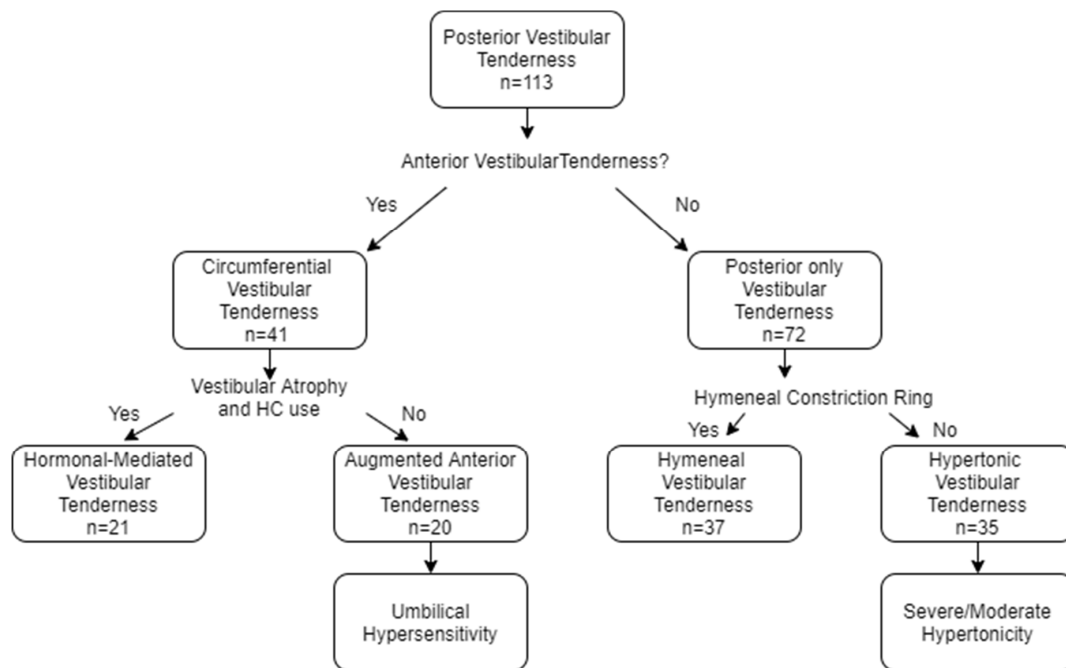 Posterior Vestibular
Tenderness
n=113
Anterior VestibularTenderness?
Yes
No
Circumferential
Vestibular
Tenderness
n=41
Posterior only
Vestibular
Tenderness
n=72
Vestibular Atrophy
and HC use
Hymeneal Constriction Ring
Yes
No
Yes
No
Hormonal-Mediated
Vestibular
Tenderness
n=21
Augmented Anterior
Vestibular
Tenderness
n=20
Hymeneal
Vestibular
Tenderness
n=37
Hypertonic
Vestibular
Tenderness
n=35
Umbilical
Hypersensitivity
Severe/Moderate
Hypertonicity